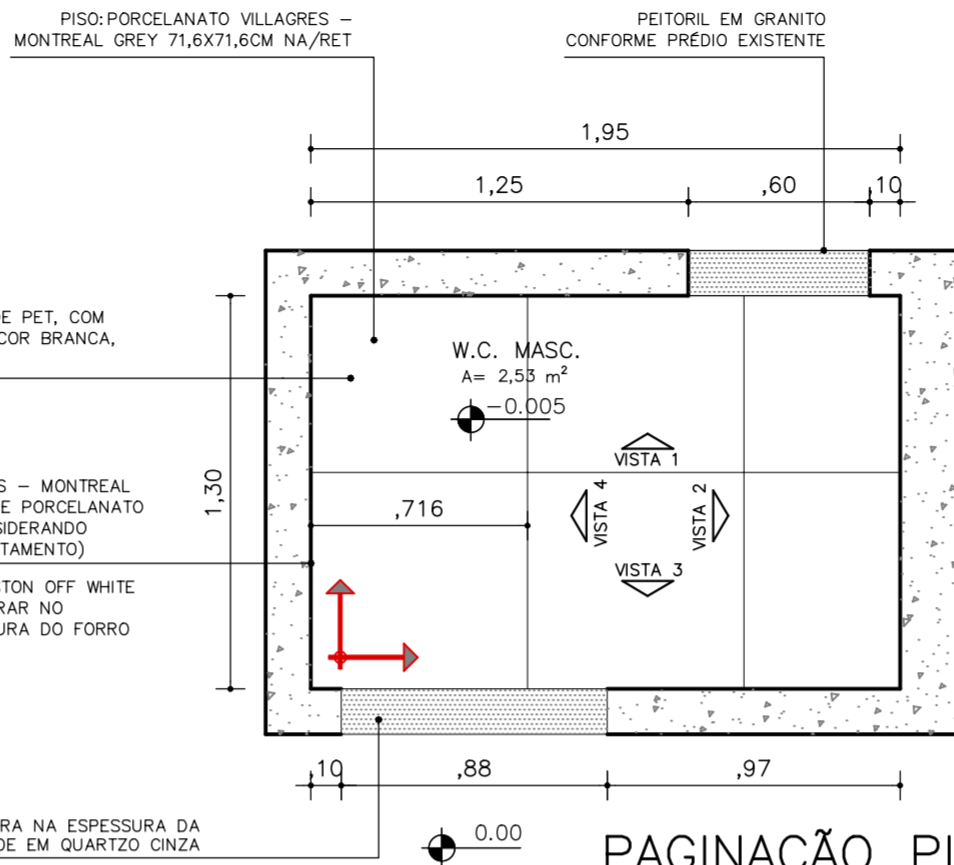 PISO: PORCELANATO VILLAGRES –
MONTREAL GREY 71,6X71,6CM NA/RET
PEITORIL EM GRANITO
CONFORME PRÉDIO EXISTENTE
1,95
1,25
,60
,10
DE PET, COM
COR BRANCA,
W.C. MASC.
A= 2,53 m²
-0.005
VISTA 1
VISTA 4
VISTA 2
VISTA 3
1,30
,716
S – MONTREAL
E PORCELANATO
SIDERANDO
TAMENTO)
STON OFF WHITE
RAR NO
URA DO FORRO
,10
,88
,97
RA NA ESPESSURA DA
DE EM QUARTZO CINZA
0.00
PAGINAÇÃO PI